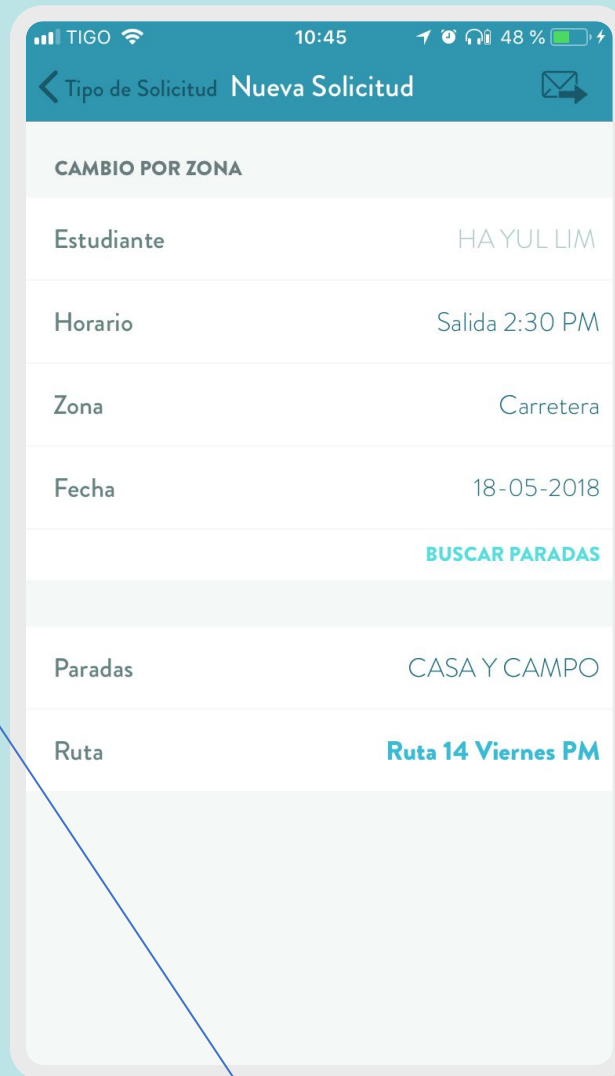 TIGO 10:45 48 %
Tipo de Solicitud Nueva Solicitud
CAMBIO POR ZONA
Estudiante HA YUL LIM
Horario Salida 2:30 PM
Zona Carretera
Fecha 18-05-2018
BUSCAR PARADAS
Paradas CASA Y CAMPO
Ruta Ruta 14 Viernes PM